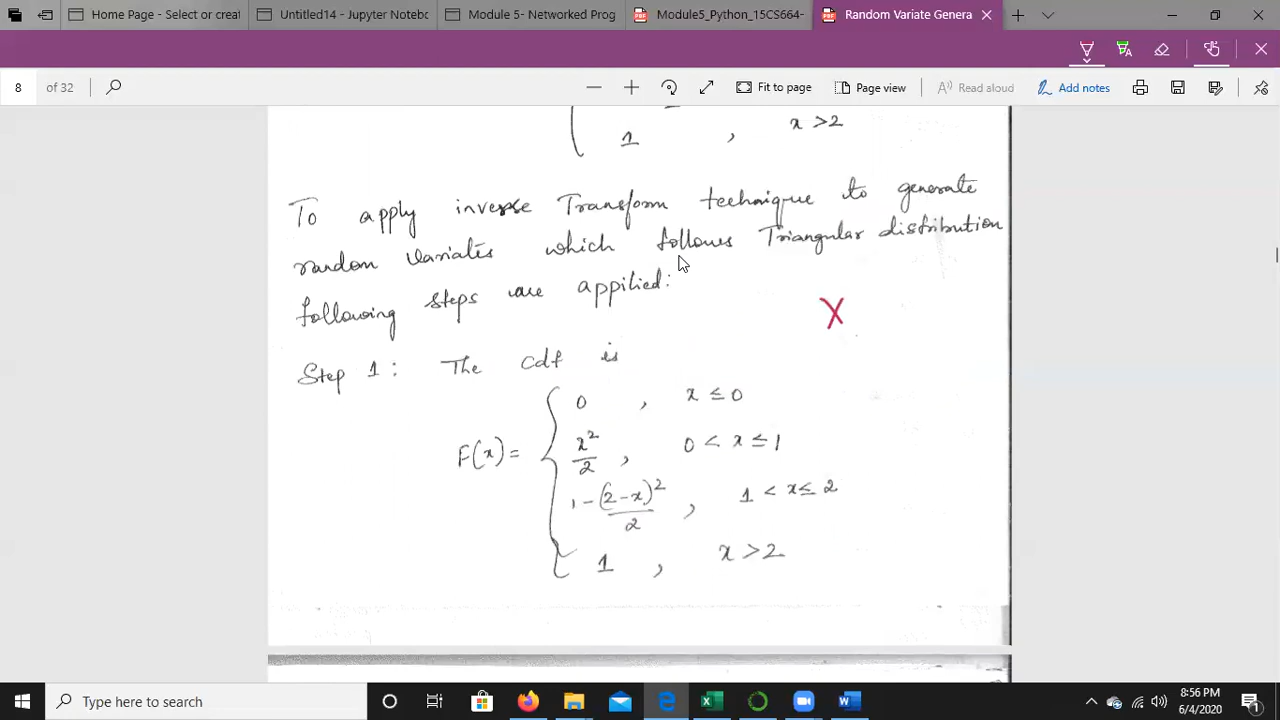 Home Page - Select or creat
Untitled14 - Jupyter Notebc
Module 5- Networked Prog
Module5_Python_15CS664-
Random Variate Genera
8 of 32
Fit to page
Page view
Read aloud
Add notes
1 , x >2
To apply inverse Transform technique to generate
random variates which follows Triangular distribution
following steps are appilied:
X
Step 1: The cdf is
0 , x ≤ 0
F(x) = x²/2 , 0 < x ≤ 1
1 - (2-x)²/2 , 1 < x ≤ 2
1 , x > 2
Type here to search
8:56 PM
6/4/2020